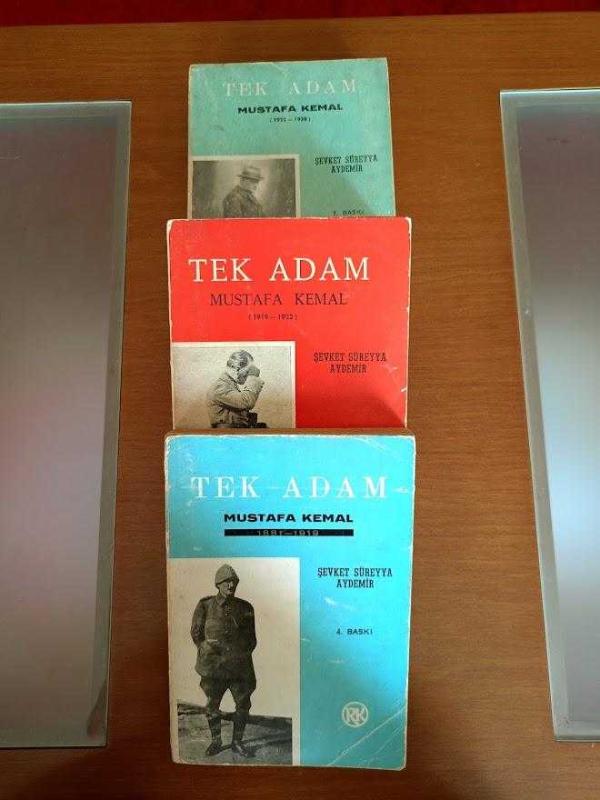 TEK ADAM
MUSTAFA KEMAL
(1922 - 1938)
ŞEVKET SÜREYYA
AYDEMİR
BASKI
TEK ADAM
MUSTAFA KEMAL
(1919 - 1922)
ŞEVKET SÜREYYA
AYDEMİR
TEK ADAM
MUSTAFA KEMAL
1881-1919
ŞEVKET SÜREYYA
AYDEMİR
4. BASKI
RK